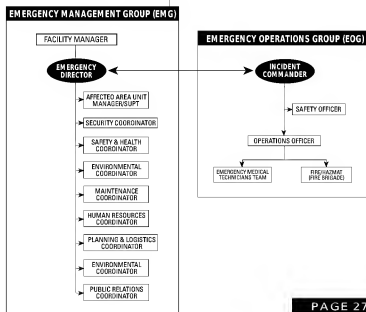 EMERGENCY MANAGEMENT GROUP (EMG)
FACILITY MANAGER
EMERGENCY
DIRECTOR
AFFECTED AREA UNIT
MANAGER/SUPT
SECURITY COORDINATOR
SAFETY & HEALTH
COORDINATOR
ENVIRONMENTAL
COORDINATOR
MAINTENANCE
COORDINATOR
HUMAN RESOURCES
COORDINATOR
PLANNING & LOGISTICS
COORDINATOR
ENVIRONMENTAL
COORDINATOR
PUBLIC RELATIONS
COORDINATOR
EMERGENCY OPERATIONS GROUP (EOG)
INCIDENT
COMMANDER
SAFETY OFFICER
OPERATIONS OFFICER
EMERGENCY MEDICAL
TECHNICIANS TEAM
FIRE/HAZMAT
(FIRE BRIGADE)
PAGE 27